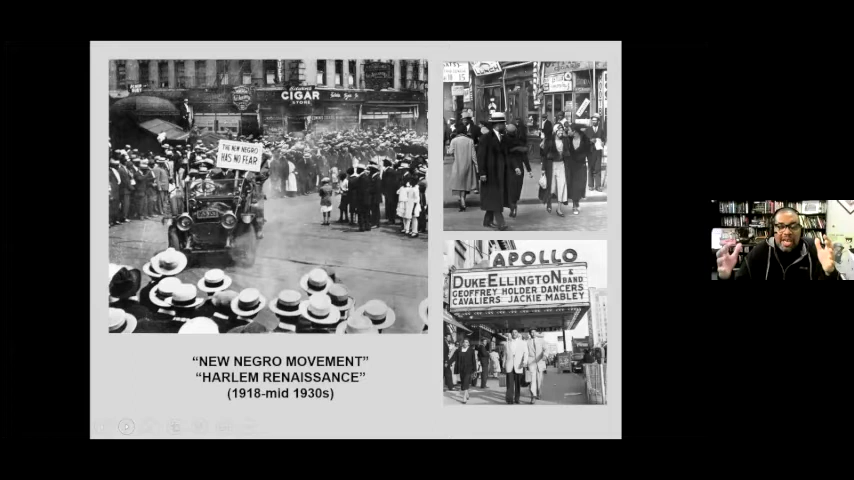 CIGAR
STORE
THE NEW NEGRO
HAS NO FEAR
LUNCH
APOLLO
DUKE ELLINGTON & BAND
GEOFFREY HOLDER DANCERS
CAVALIERS JACKIE MABLEY
“NEW NEGRO MOVEMENT”
“HARLEM RENAISSANCE”
(1918-mid 1930s)